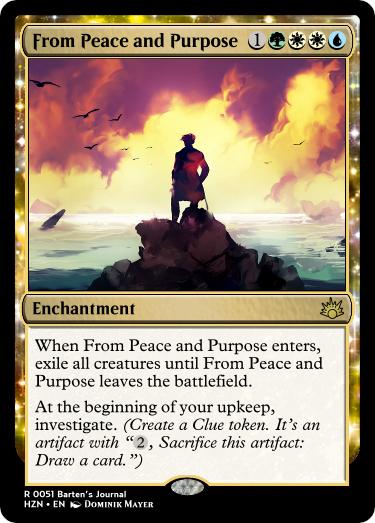 From Peace and Purpose 1
Enchantment
When From Peace and Purpose enters,
exile all creatures until From Peace and
Purpose leaves the battlefield.
At the beginning of your upkeep,
investigate. (Create a Clue token. It's an
artifact with “2, Sacrifice this artifact:
Draw a card.”)
R 0051 Barten's Journal
HZN • EN Dominik Mayer